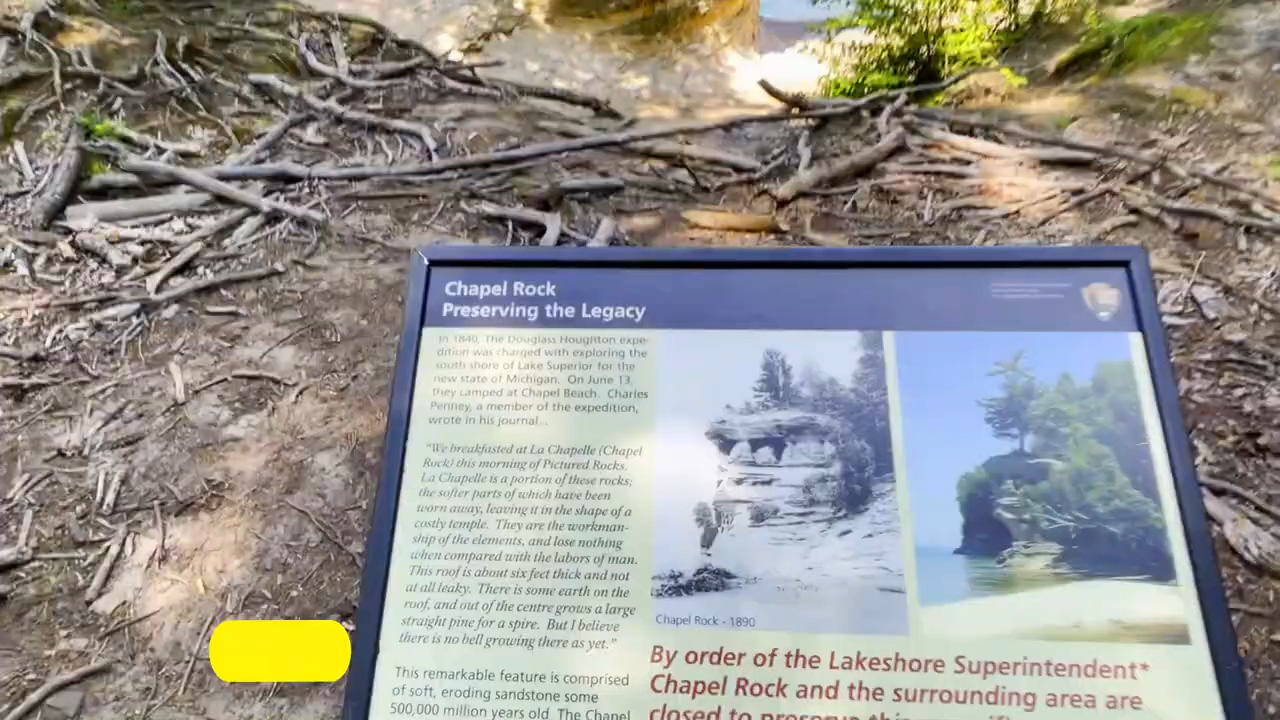 Chapel Rock
Preserving the Legacy
In 1840, The Douglass Houghton expe-
dition was charged with exploring the
south shore of Lake Superior for the
new state of Michigan. On June 13,
they camped at Chapel Beach. Charles
Penney, a member of the expedition,
wrote in his journal...
"We breakfasted at La Chapelle (Chapel
Rock) this morning of Pictured Rocks.
La Chapelle is a portion of these rocks;
the softer parts of which have been
worn away, leaving it in the shape of a
costly temple. They are the workman-
ship of the elements, and lose nothing
when compared with the labors of man.
This roof is about six feet thick and not
at all leaky. There is some earth on the
roof, and out of the centre grows a large
straight pine for a spire. But I believe
there is no bell growing there as yet."
This remarkable feature is comprised
of soft, eroding sandstone some
500,000 million years old. The Chapel
Chapel Rock - 1890
By order of the Lakeshore Superintendent*
Chapel Rock and the surrounding area are
closed to preserve this